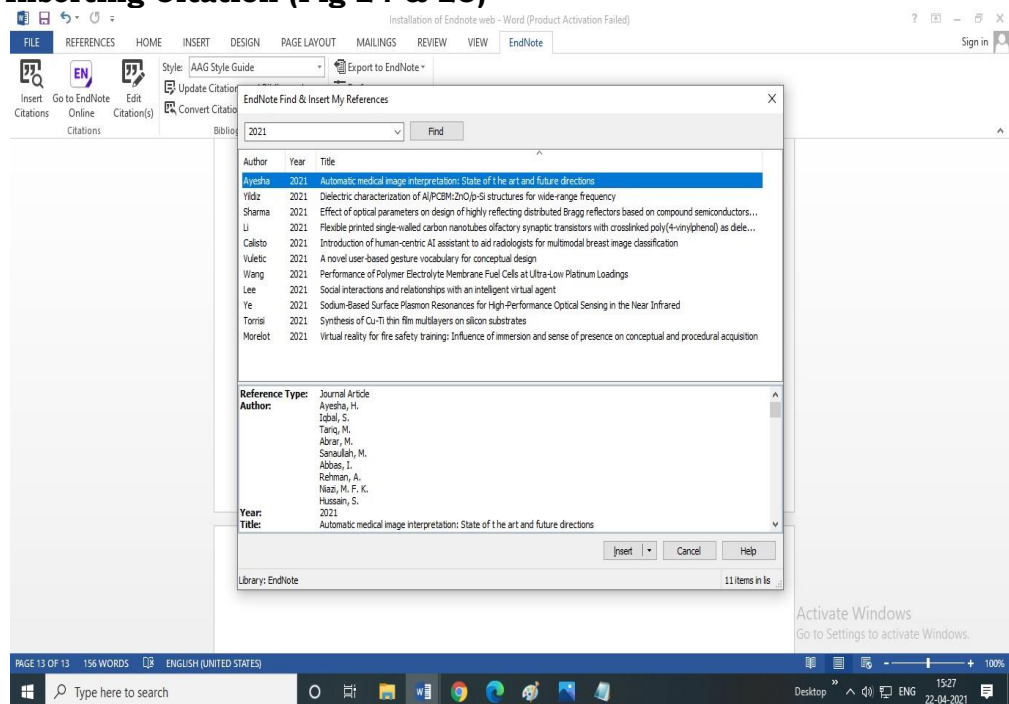 Inserting Citation (Fig 14 &
Installation of Endnote web - Word (Product Activation Failed)
FILE REFERENCES HOME INSERT DESIGN PAGE LAYOUT MAILINGS REVIEW VIEW EndNote Sign in
Style: AAG Style Guide Export to EndNote
EN
Update Citation
Insert Citations Go to EndNote Online Edit Citation(s)
Convert Citatio
Citations Bibliog
EndNote Find & Insert My References X
2021 Find
Author Year Title
Ayesha 2021 Automatic medical image interpretation: State of t he art and future directions
Yildiz 2021 Dielectric characterization of Al/PCBM:ZnO/p-Si structures for wide-range frequency
Sharma 2021 Effect of optical parameters on design of highly reflecting distributed Bragg reflectors based on compound semiconductors...
Li 2021 Flexible printed single-walled carbon nanotubes olfactory synaptic transistors with crosslinked poly(4-vinylphenol) as diele...
Calisto 2021 Introduction of human-centric AI assistant to aid radiologists for multimodal breast image classification
Vuletic 2021 A novel user-based gesture vocabulary for conceptual design
Wang 2021 Performance of Polymer Electrolyte Membrane Fuel Cells at Ultra-Low Platinum Loadings
Lee 2021 Social interactions and relationships with an intelligent virtual agent
Ye 2021 Sodium-Based Surface Plasmon Resonances for High-Performance Optical Sensing in the Near Infrared
Torrisi 2021 Synthesis of Cu-Ti thin film multilayers on silicon substrates
Morelot 2021 Virtual reality for fire safety training: Influence of immersion and sense of presence on conceptual and procedural acquisition
Reference Type: Journal Article
Author: Ayesha, H.
Iqbal, S.
Tariq, M.
Abrar, M.
Sanaullah, M.
Abbas, I.
Rehman, A.
Niazi, M. F. K.
Hussain, S.
Year: 2021
Title: Automatic medical image interpretation: State of t he art and future directions
Insert Cancel Help
Library: EndNote 11 items in lis
Activate Windows
Go to Settings to activate Windows.
PAGE 13 OF 13 156 WORDS ENGLISH (UNITED STATES) 100%
Type here to search Desktop ENG 15:27
22-04-2021